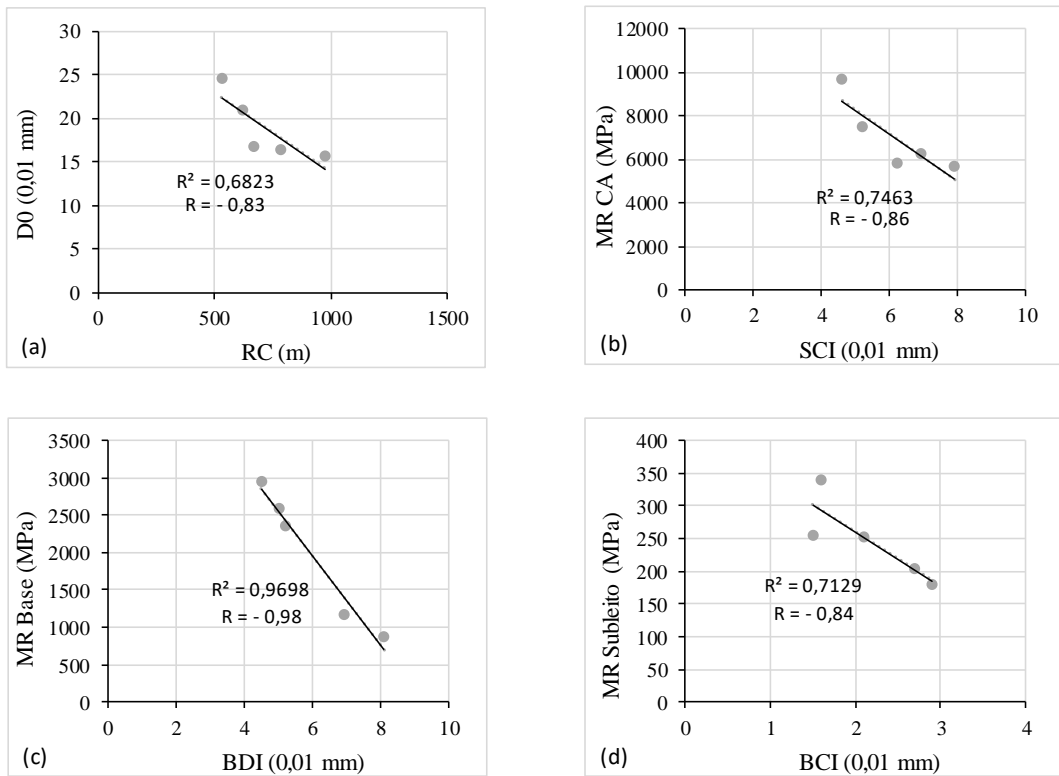 30
25
20
15
10
5
0
D0 (0,01 mm)
R² = 0,6823
R = - 0,83
0 500 1000 1500
(a)
RC (m)
12000
10000
8000
6000
4000
2000
0
MR CA (MPa)
R² = 0,7463
R = - 0,86
0 2 4 6 8 10
(b)
SCI (0,01 mm)
3500
3000
2500
2000
1500
1000
500
0
MR Base (MPa)
R² = 0,9698
R = - 0,98
0 2 4 6 8 10
(c)
BDI (0,01 mm)
400
350
300
250
200
150
100
50
0
MR Subleito (MPa)
R² = 0,7129
R = - 0,84
0 1 2 3 4
(d)
BCI (0,01 mm)